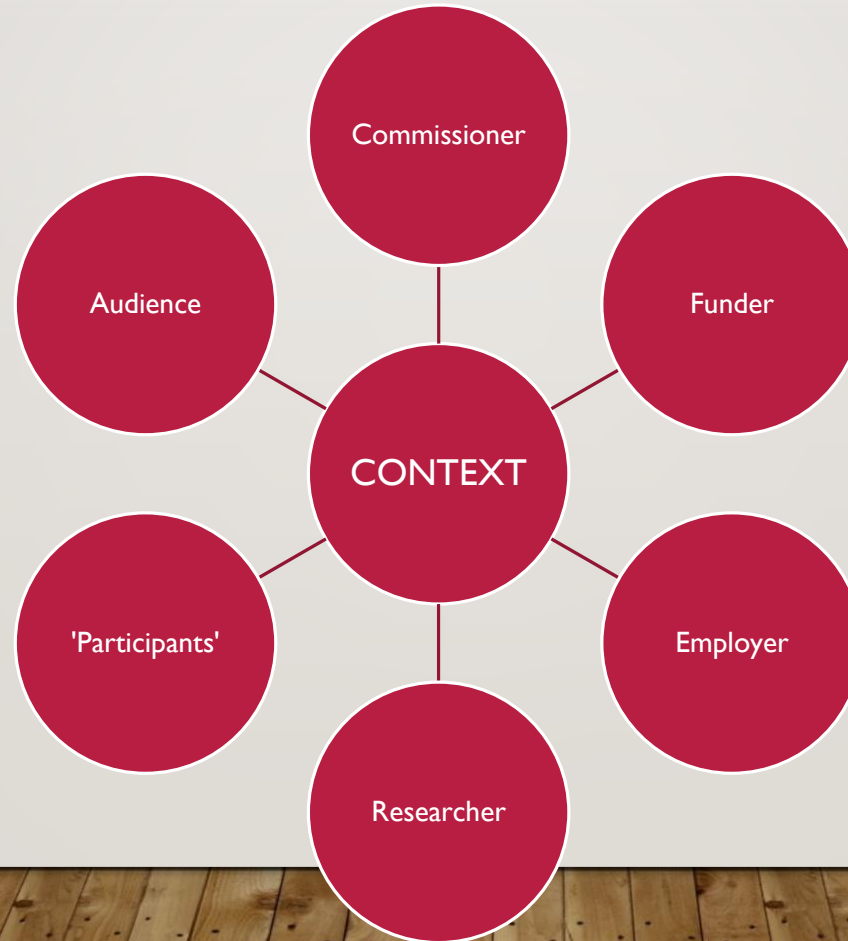 Commissioner
Audience
Funder
CONTEXT
'Participants'
Employer
Researcher